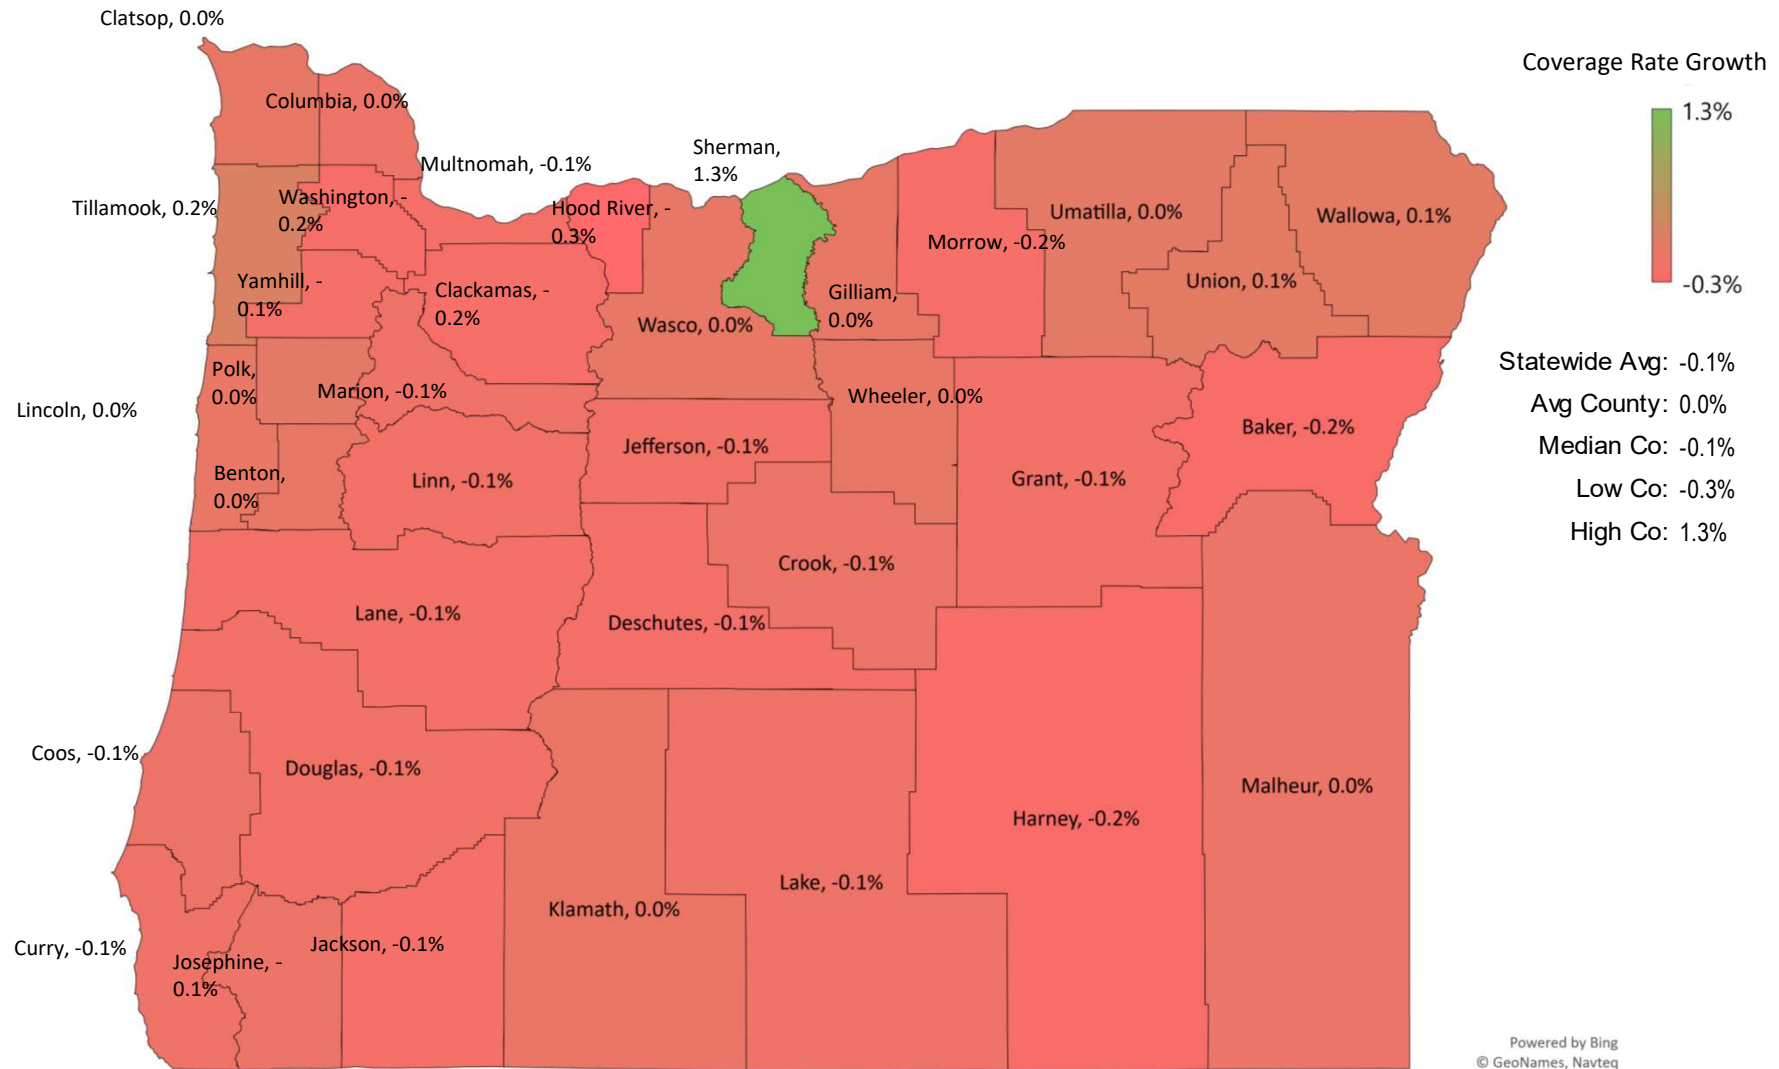 Clatsop, 0.0%
Coverage Rate Growth
Columbia, 0.0%
1.3%
-0.3%
Multnomah, -0.1%
Sherman,
1.3%
Tillamook, 0.2%
Washington, -
0.2%
Hood River, -
0.3%
Umatilla, 0.0%
Wallowa, 0.1%
Morrow, -0.2%
Union, 0.1%
Yamhill, -
0.1%
Clackamas, -
0.2%
Gilliam,
0.0%
Wasco, 0.0%
Statewide Avg: -0.1%
Avg County: 0.0%
Median Co: -0.1%
Low Co: -0.3%
High Co: 1.3%
Polk,
0.0%
Marion, -0.1%
Wheeler, 0.0%
Lincoln, 0.0%
Baker, -0.2%
Jefferson, -0.1%
Benton,
0.0%
Linn, -0.1%
Grant, -0.1%
Crook, -0.1%
Lane, -0.1%
Deschutes, -0.1%
Coos, -0.1%
Douglas, -0.1%
Malheur, 0.0%
Harney, -0.2%
Lake, -0.1%
Klamath, 0.0%
Curry, -0.1%
Jackson, -0.1%
Josephine, -
0.1%
Powered by Bing
© GeoNames, Navteq